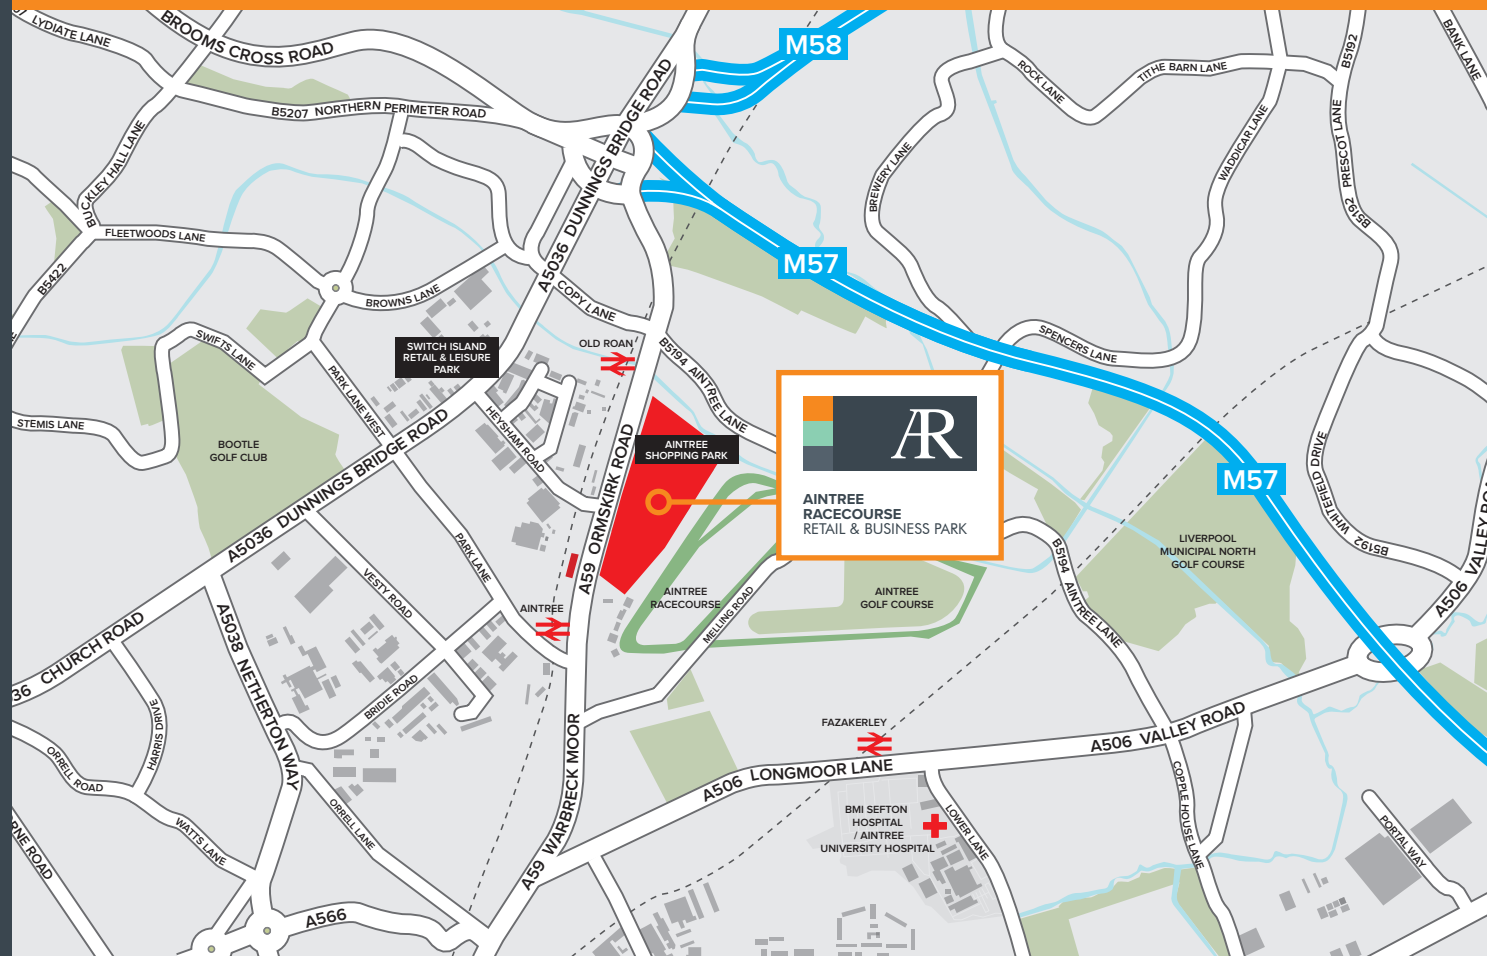 LYDIATE LANE
BROOMS CROSS ROAD
M58
ROCK LANE
TITHE BARN LANE
B5192
BANK LANE
B5207 NORTHERN PERIMETER ROAD
BUCKLEY HALL LANE
A5036 DUNNINGS BRIDGE ROAD
BREWERY LANE
WADDICAR LANE
B5192 PRESCOT LANE
B5192
FLEETWOODS LANE
B5422
BROWNS LANE
COPY LANE
M57
SWIFTS LANE
SWITCH ISLAND
RETAIL & LEISURE
PARK
OLD ROAN
SPENCERS LANE
B5194 AINTREE LANE
PARK LANE WEST
STEMIS LANE
BOOTLE
GOLF CLUB
HEYSHAM ROAD
AINTREE
SHOPPING PARK
AR
AINTREE
RACECOURSE
RETAIL & BUSINESS PARK
M57
WHITEFIELD DRIVE
B5192
A5036 DUNNINGS BRIDGE ROAD
A59 ORMSKIRK ROAD
PARK LANE
VESTY ROAD
AINTREE
AINTREE
RACECOURSE
MELLING ROAD
AINTREE
GOLF COURSE
B5194 AINTREE LANE
LIVERPOOL
MUNICIPAL NORTH
GOLF COURSE
A506 VALLEY ROAD
36 CHURCH ROAD
A5038 NETHERTON WAY
BRIDIE ROAD
HARRIS DRIVE
ORRELL ROAD
WATTS LANE
ORRELL LANE
A59 WARBRECK MOOR
FAZAKERLEY
A506 LONGMOOR LANE
A506 VALLEY ROAD
BMI SEFTON
HOSPITAL
/ AINTREE
UNIVERSITY HOSPITAL
LOWER LANE
COPPLE HOUSE LANE
PORTAL WAY
RNE ROAD
A566